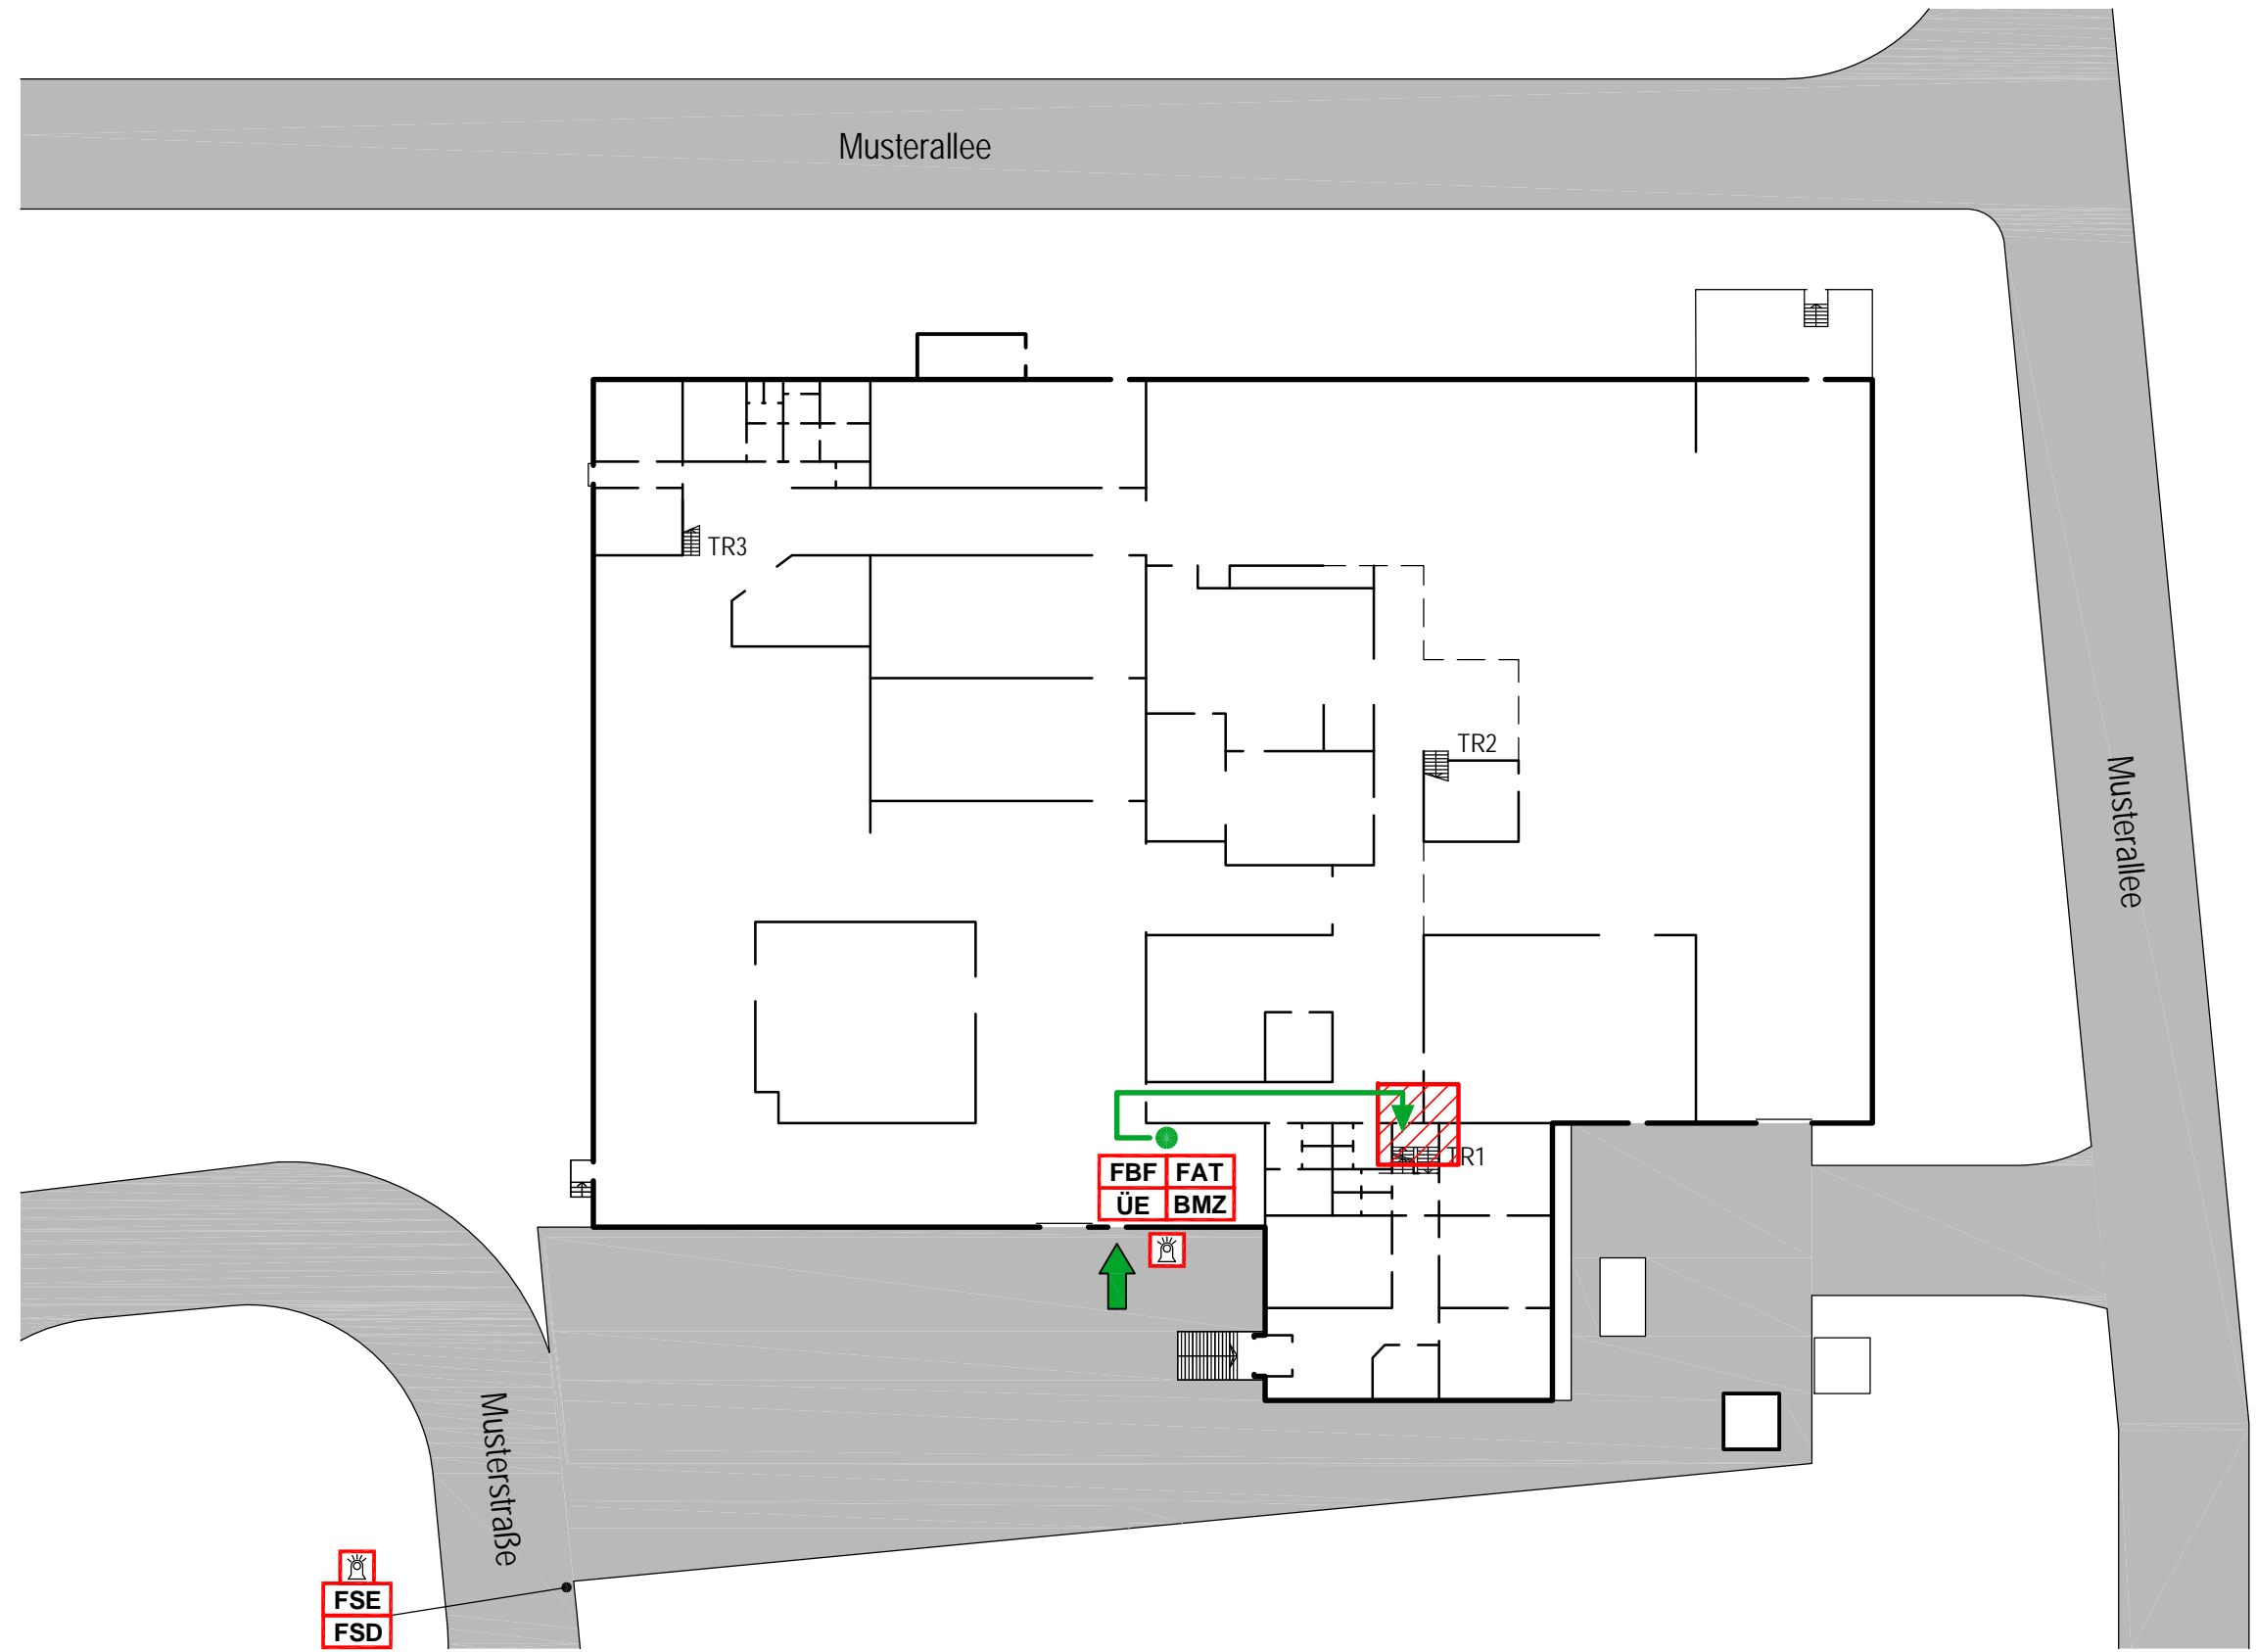 Musterallee
TR3
TR2
Musterallee
FBF FAT
ÜE BMZ
TR1
Musterstraße
FSE
FSD